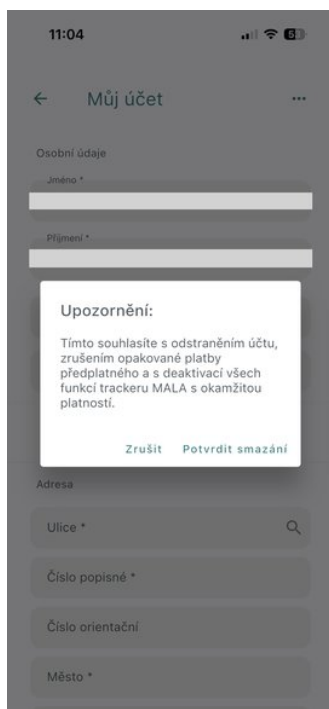 11:04
Můj účet
Osobní údaje
Jméno *
Příjmení *
Upozornění:
Tímto souhlasíte s odstraněním účtu,
zrušením opakované platby
předplatného a s deaktivací všech
funkcí trackeru MALA s okamžitou
platností.
Zrušit Potvrdit smazání
Adresa
Ulice *
Číslo popisné *
Číslo orientační
Město *